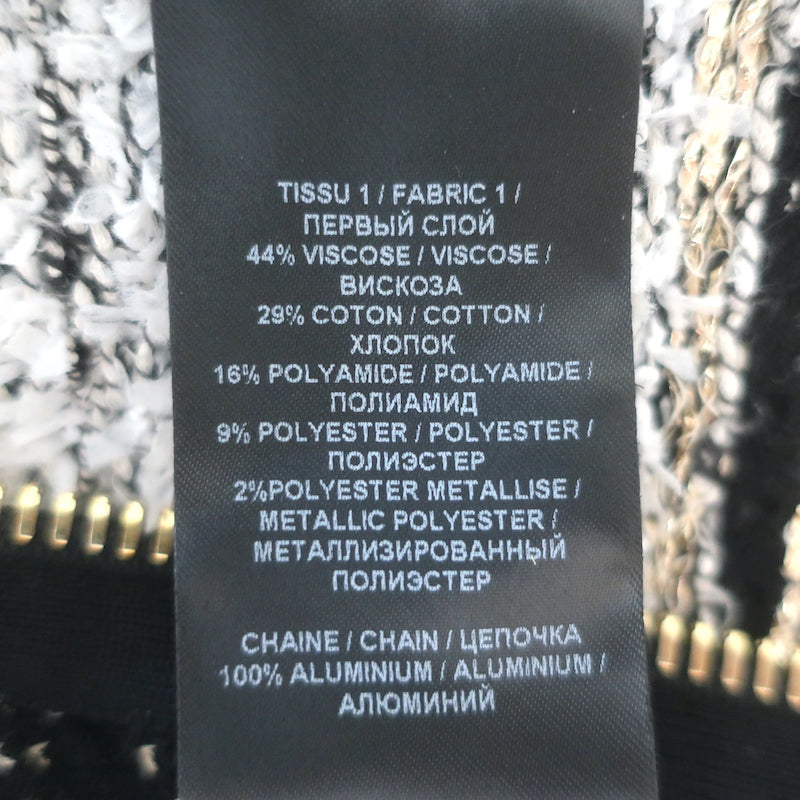 TISSU 1 / FABRIC 1 /
ПЕРВЫЙ СЛОЙ
44% VISCOSE / VISCOSE /
ВИСКОЗА
29% COTON / COTTON /
ХЛОПОК
16% POLYAMIDE / POLYAMIDE /
ПОЛИАМИД
9% POLYESTER / POLYESTER /
ПОЛИЭСТЕР
2%POLYESTER METALLISE /
METALLIC POLYESTER /
МЕТАЛЛИЗИРОВАННЫЙ
ПОЛИЭСТЕР
CHAINE / CHAIN / ЦЕПОЧКА
100% ALUMINIUM / ALUMINIUM /
АЛЮМИНИЙ